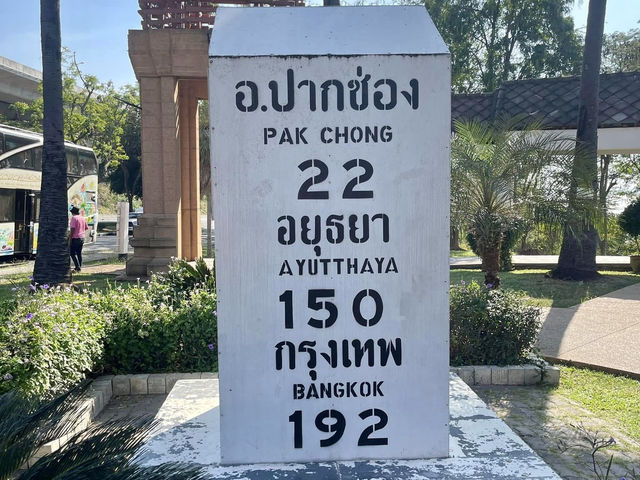 อ.ปากช่อง
PAK CHONG
22
อยุธยา
AYUTTHAYA
150
กรุงเทพ
BANGKOK
192